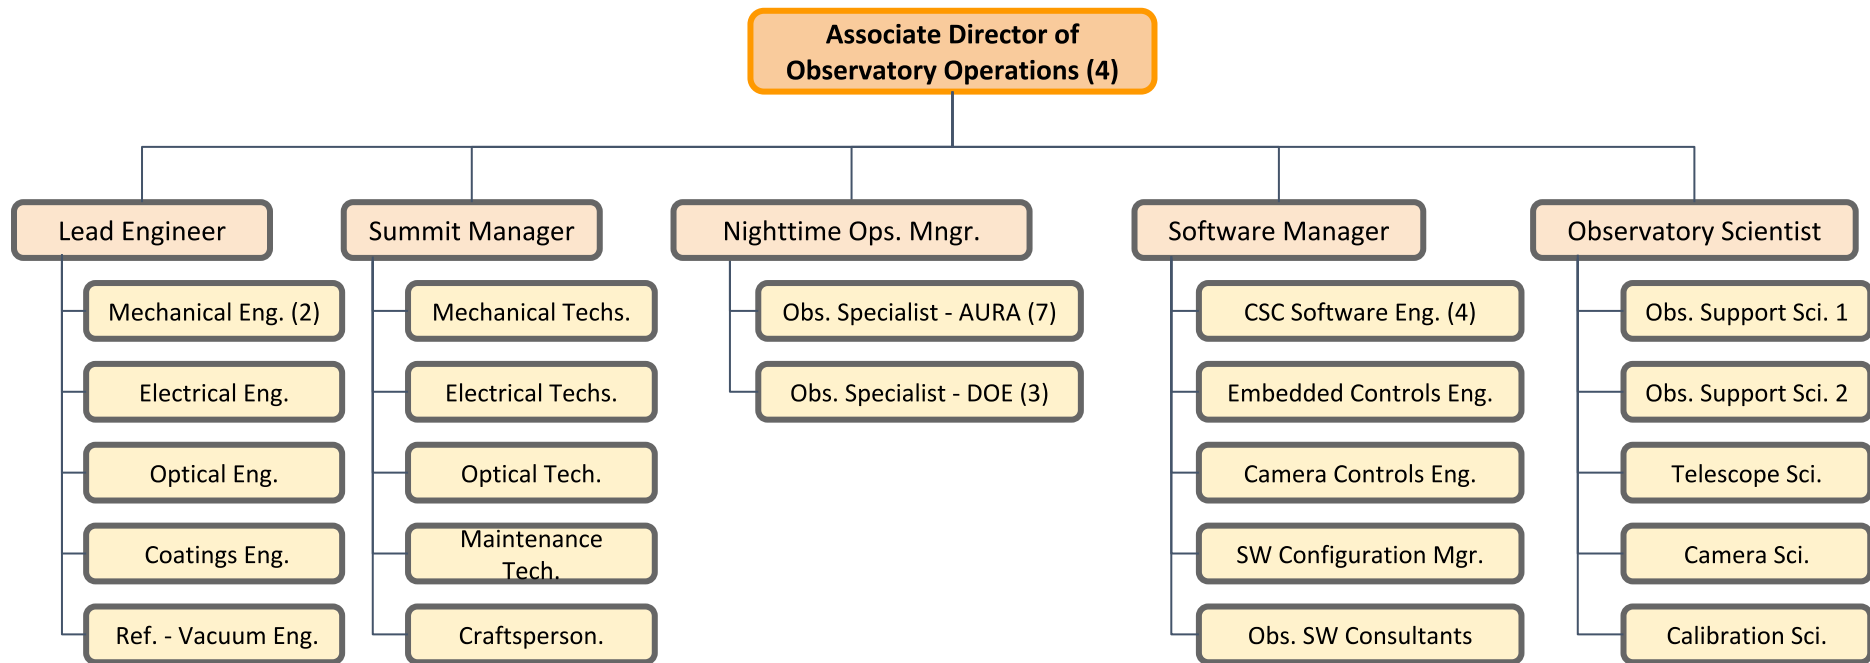 Associate Director of
Observatory Operations (4)
Lead Engineer
Mechanical Eng. (2)
Electrical Eng.
Optical Eng.
Coatings Eng.
Ref. - Vacuum Eng.
Summit Manager
Mechanical Techs.
Electrical Techs.
Optical Tech.
Maintenance
Tech.
Craftsperson.
Nighttime Ops. Mngr.
Obs. Specialist - AURA (7)
Obs. Specialist - DOE (3)
Software Manager
CSC Software Eng. (4)
Embedded Controls Eng.
Camera Controls Eng.
SW Configuration Mgr.
Obs. SW Consultants
Observatory Scientist
Obs. Support Sci. 1
Obs. Support Sci. 2
Telescope Sci.
Camera Sci.
Calibration Sci.